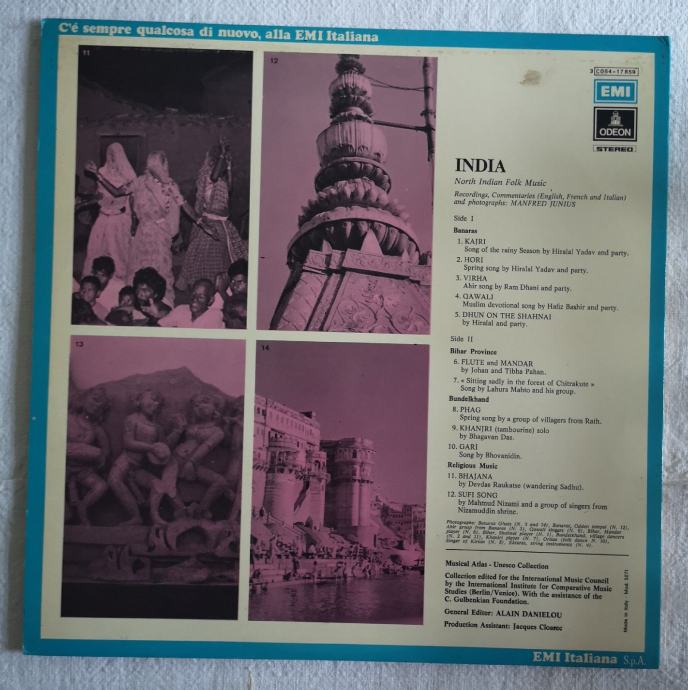 C'é sempre qualcosa di nuovo, alla EMI Italiana
11
12
3 C064-17859
EMI
ODEON
STEREO
INDIA
North Indian Folk Music
Recordings, Commentaries (English, French and Italian)
and photographs: MANFRED JUNIUS
Side I
Banaras
1. KAJRI
Song of the rainy Season by Hiralal Yadav and party.
2. HORI
Spring song by Hiralal Yadav and party.
3. VIRHA
Ahir song by Ram Dhani and party.
4. QAWALI
Muslim devotional song by Hafiz Bashir and party.
5. DHUN ON THE SHAHNAI
by Hiralal and party.
13
14
Side II
Bihar Province
6. FLUTE and MANDAR
by Johan and Tibha Pahan.
7. « Sitting sadly in the forest of Chitrakute »
Song by Lahura Mahto and his group.
Bundelkhand
8. PHAG
Spring song by a group of villagers from Rath.
9. KHANJRI (tambourine) solo
by Bhagavan Das.
10. GARI
Song by Bhovanidin.
Religious Music
11. BHAJANA
by Devdas Raukatse (wandering Sadhu).
12. SUFI SONG
by Mahmud Nizami and a group of singers from
Nizamuddin shrine.
Musical Atlas - Unesco Collection
Collection edited for the International Music Council
by the International Institute for Comparative Music
Studies (Berlin/Venice). With the assistance of the
C. Gulbenkian Foundation.
General Editor: ALAIN DANIELOU
Production Assistant: Jacques Cloarec
Made in Italy - Mod.
EMI Italiana S.p.A.